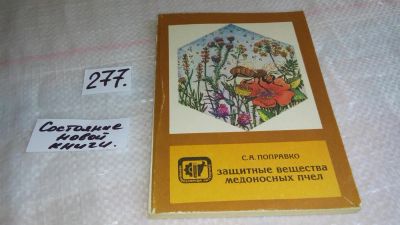 277.
Состояние
новой
книги.
С.А. ПОПРАВКО
ЗАЩИТНЫЕ ВЕЩЕСТВА
МЕДОНОСНЫХ ПЧЕЛ